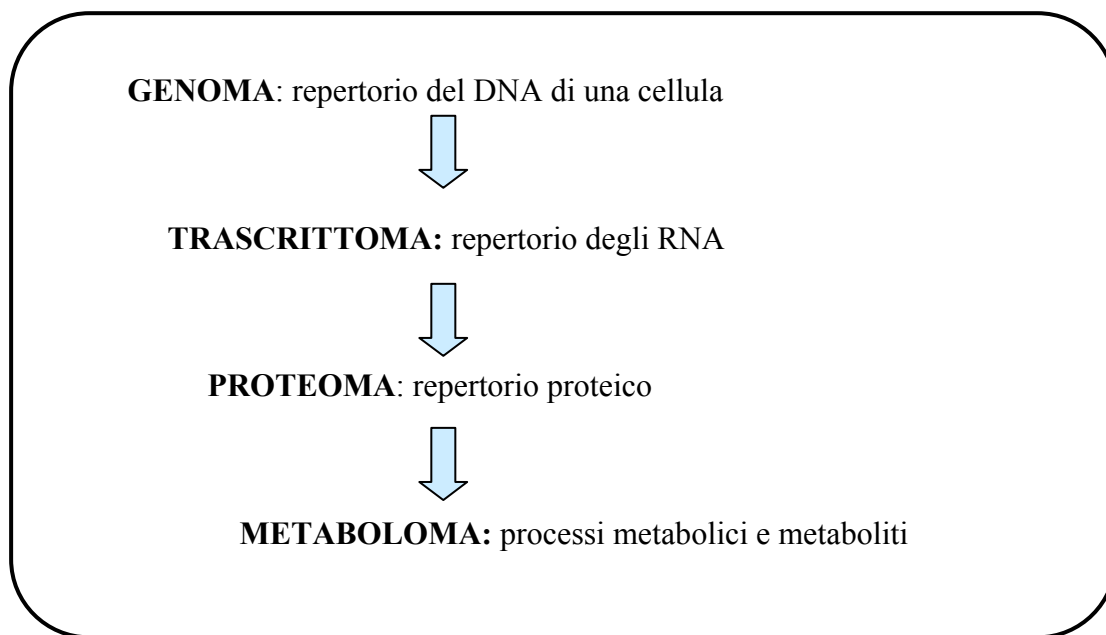 GENOMA: repertorio del DNA di una cellula
TRASCRITTOMA: repertorio degli RNA
PROTEOMA: repertorio proteico
METABOLOMA: processi metabolici e metaboliti